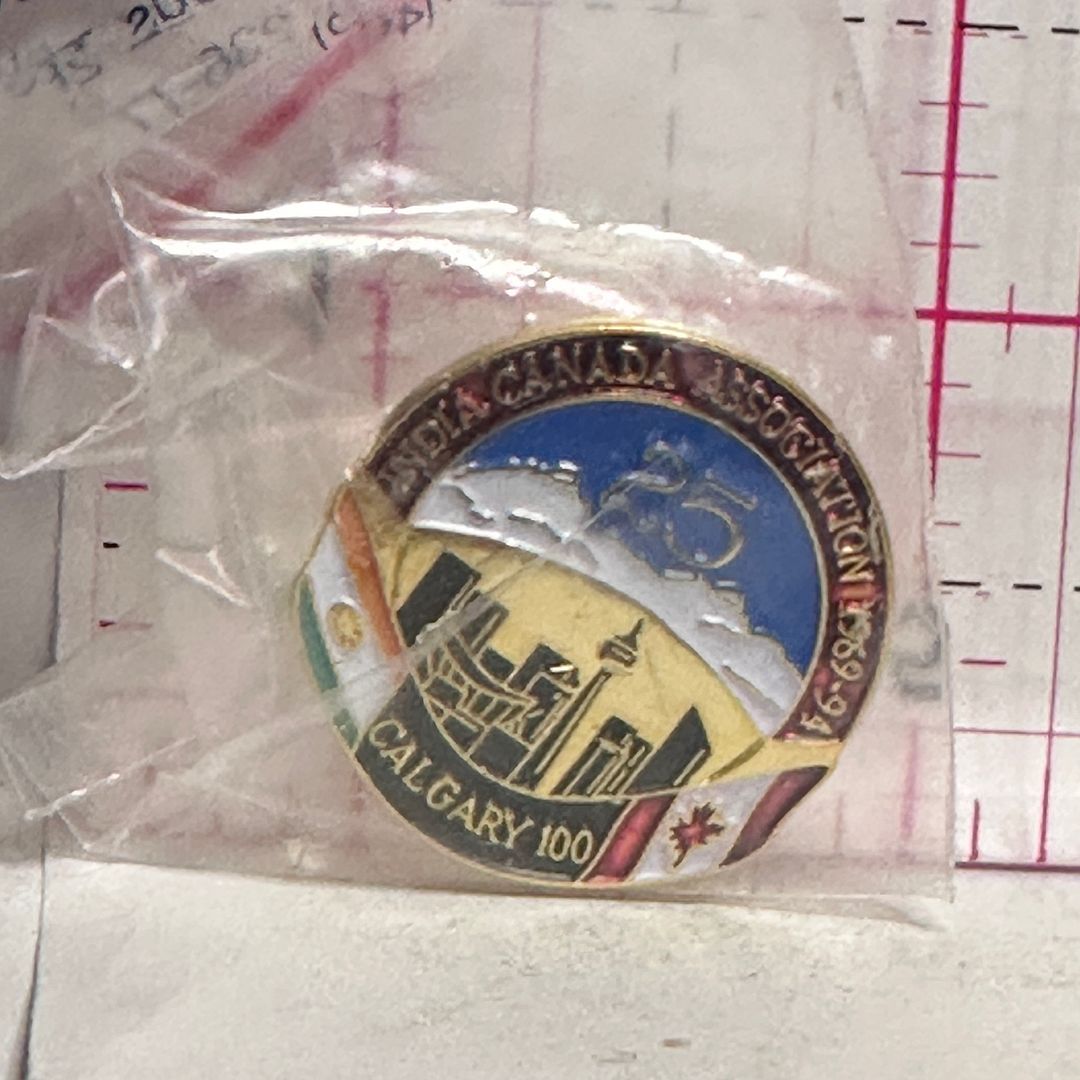 INDIA CANADA ASSOCIATION 1969-94
25
CALGARY 100